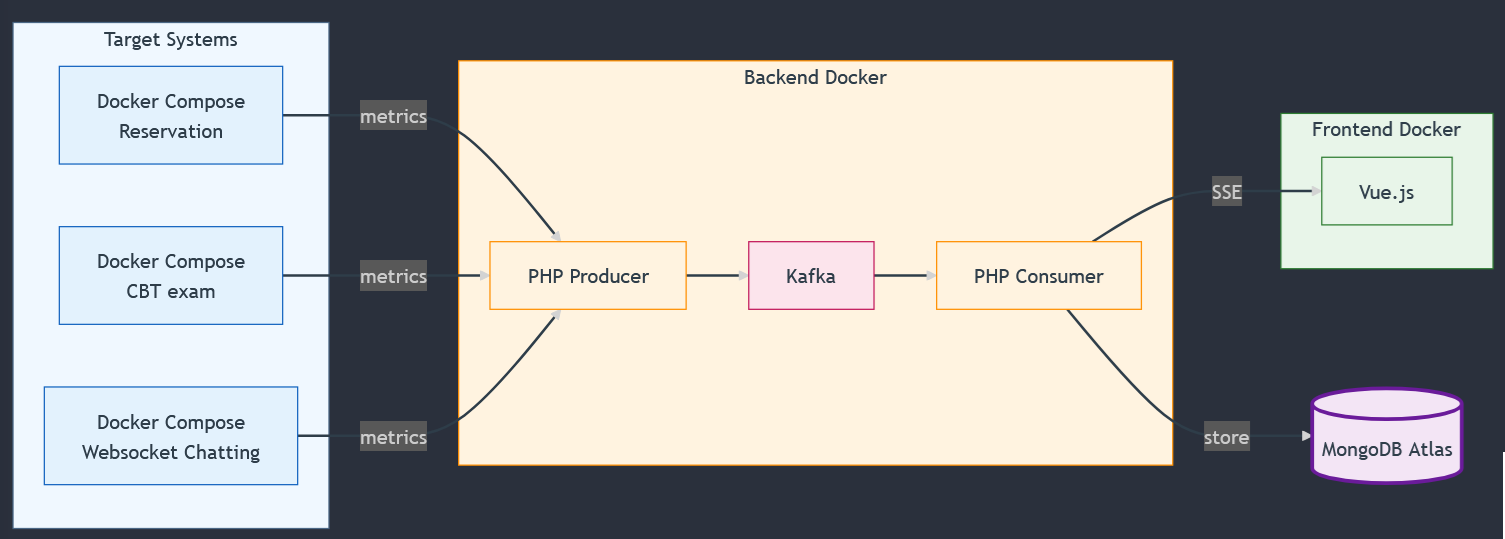 Target Systems
Docker Compose
Reservation
Docker Compose
CBT exam
Docker Compose
Websocket Chatting
metrics
metrics
metrics
Backend Docker
PHP Producer
Kafka
PHP Consumer
SSE
store
Frontend Docker
Vue.js
MongoDB Atlas